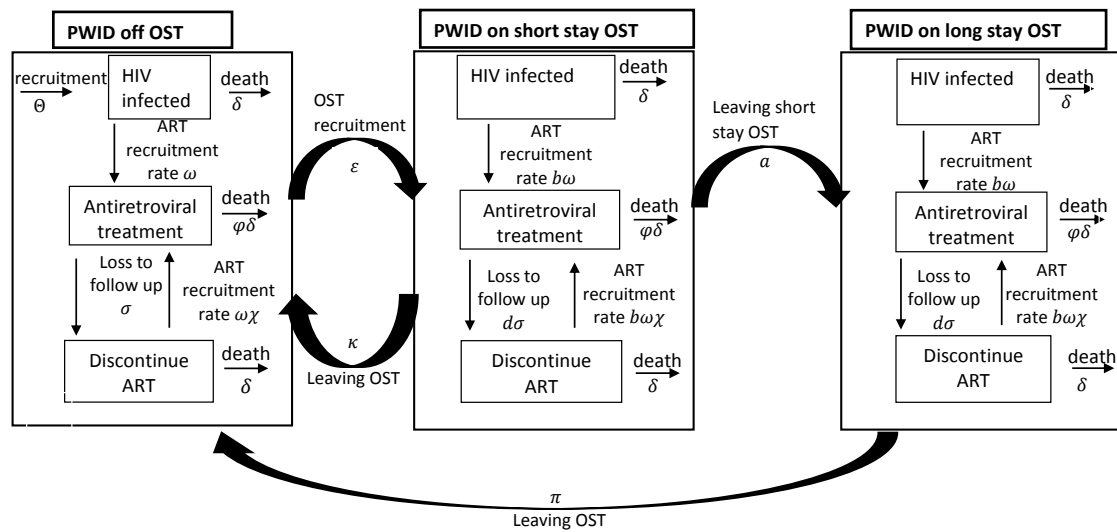 PWID off OST
recruitment
Θ
HIV
infected
death
δ
ART
recruitment
rate ω
Antiretroviral
treatment
death
φδ
Loss to
follow up
σ
ART
recruitment
rate ωχ
Discontinue
ART
death
δ
OST
recruitment
ε
κ
Leaving OST
PWID on short stay OST
HIV infected
death
δ
ART
recruitment
rate bω
Antiretroviral
treatment
death
φδ
Loss to
follow up
dσ
ART
recruitment
rate bωχ
Discontinue
ART
death
δ
Leaving short
stay OST
a
PWID on long stay OST
HIV infected
death
δ
ART
recruitment
rate bω
Antiretroviral
treatment
death
φδ
Loss to
follow up
dσ
ART
recruitment
rate bωχ
Discontinue
ART
death
δ
π
Leaving OST